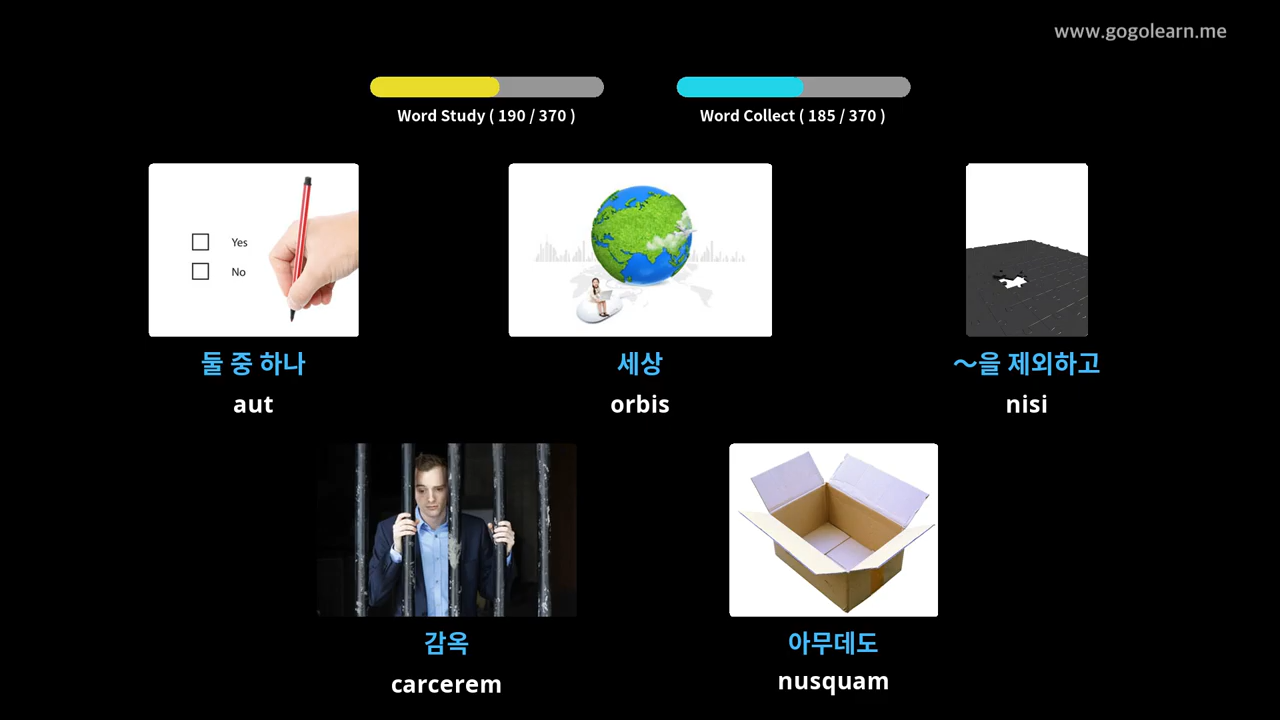 www.gogolearn.me
Word Study ( 190 / 370 )
Word Collect ( 185 / 370 )
Yes
No
둘 중 하나
aut
세상
orbis
～을 제외하고
nisi
감옥
carcerem
아무데도
nusquam